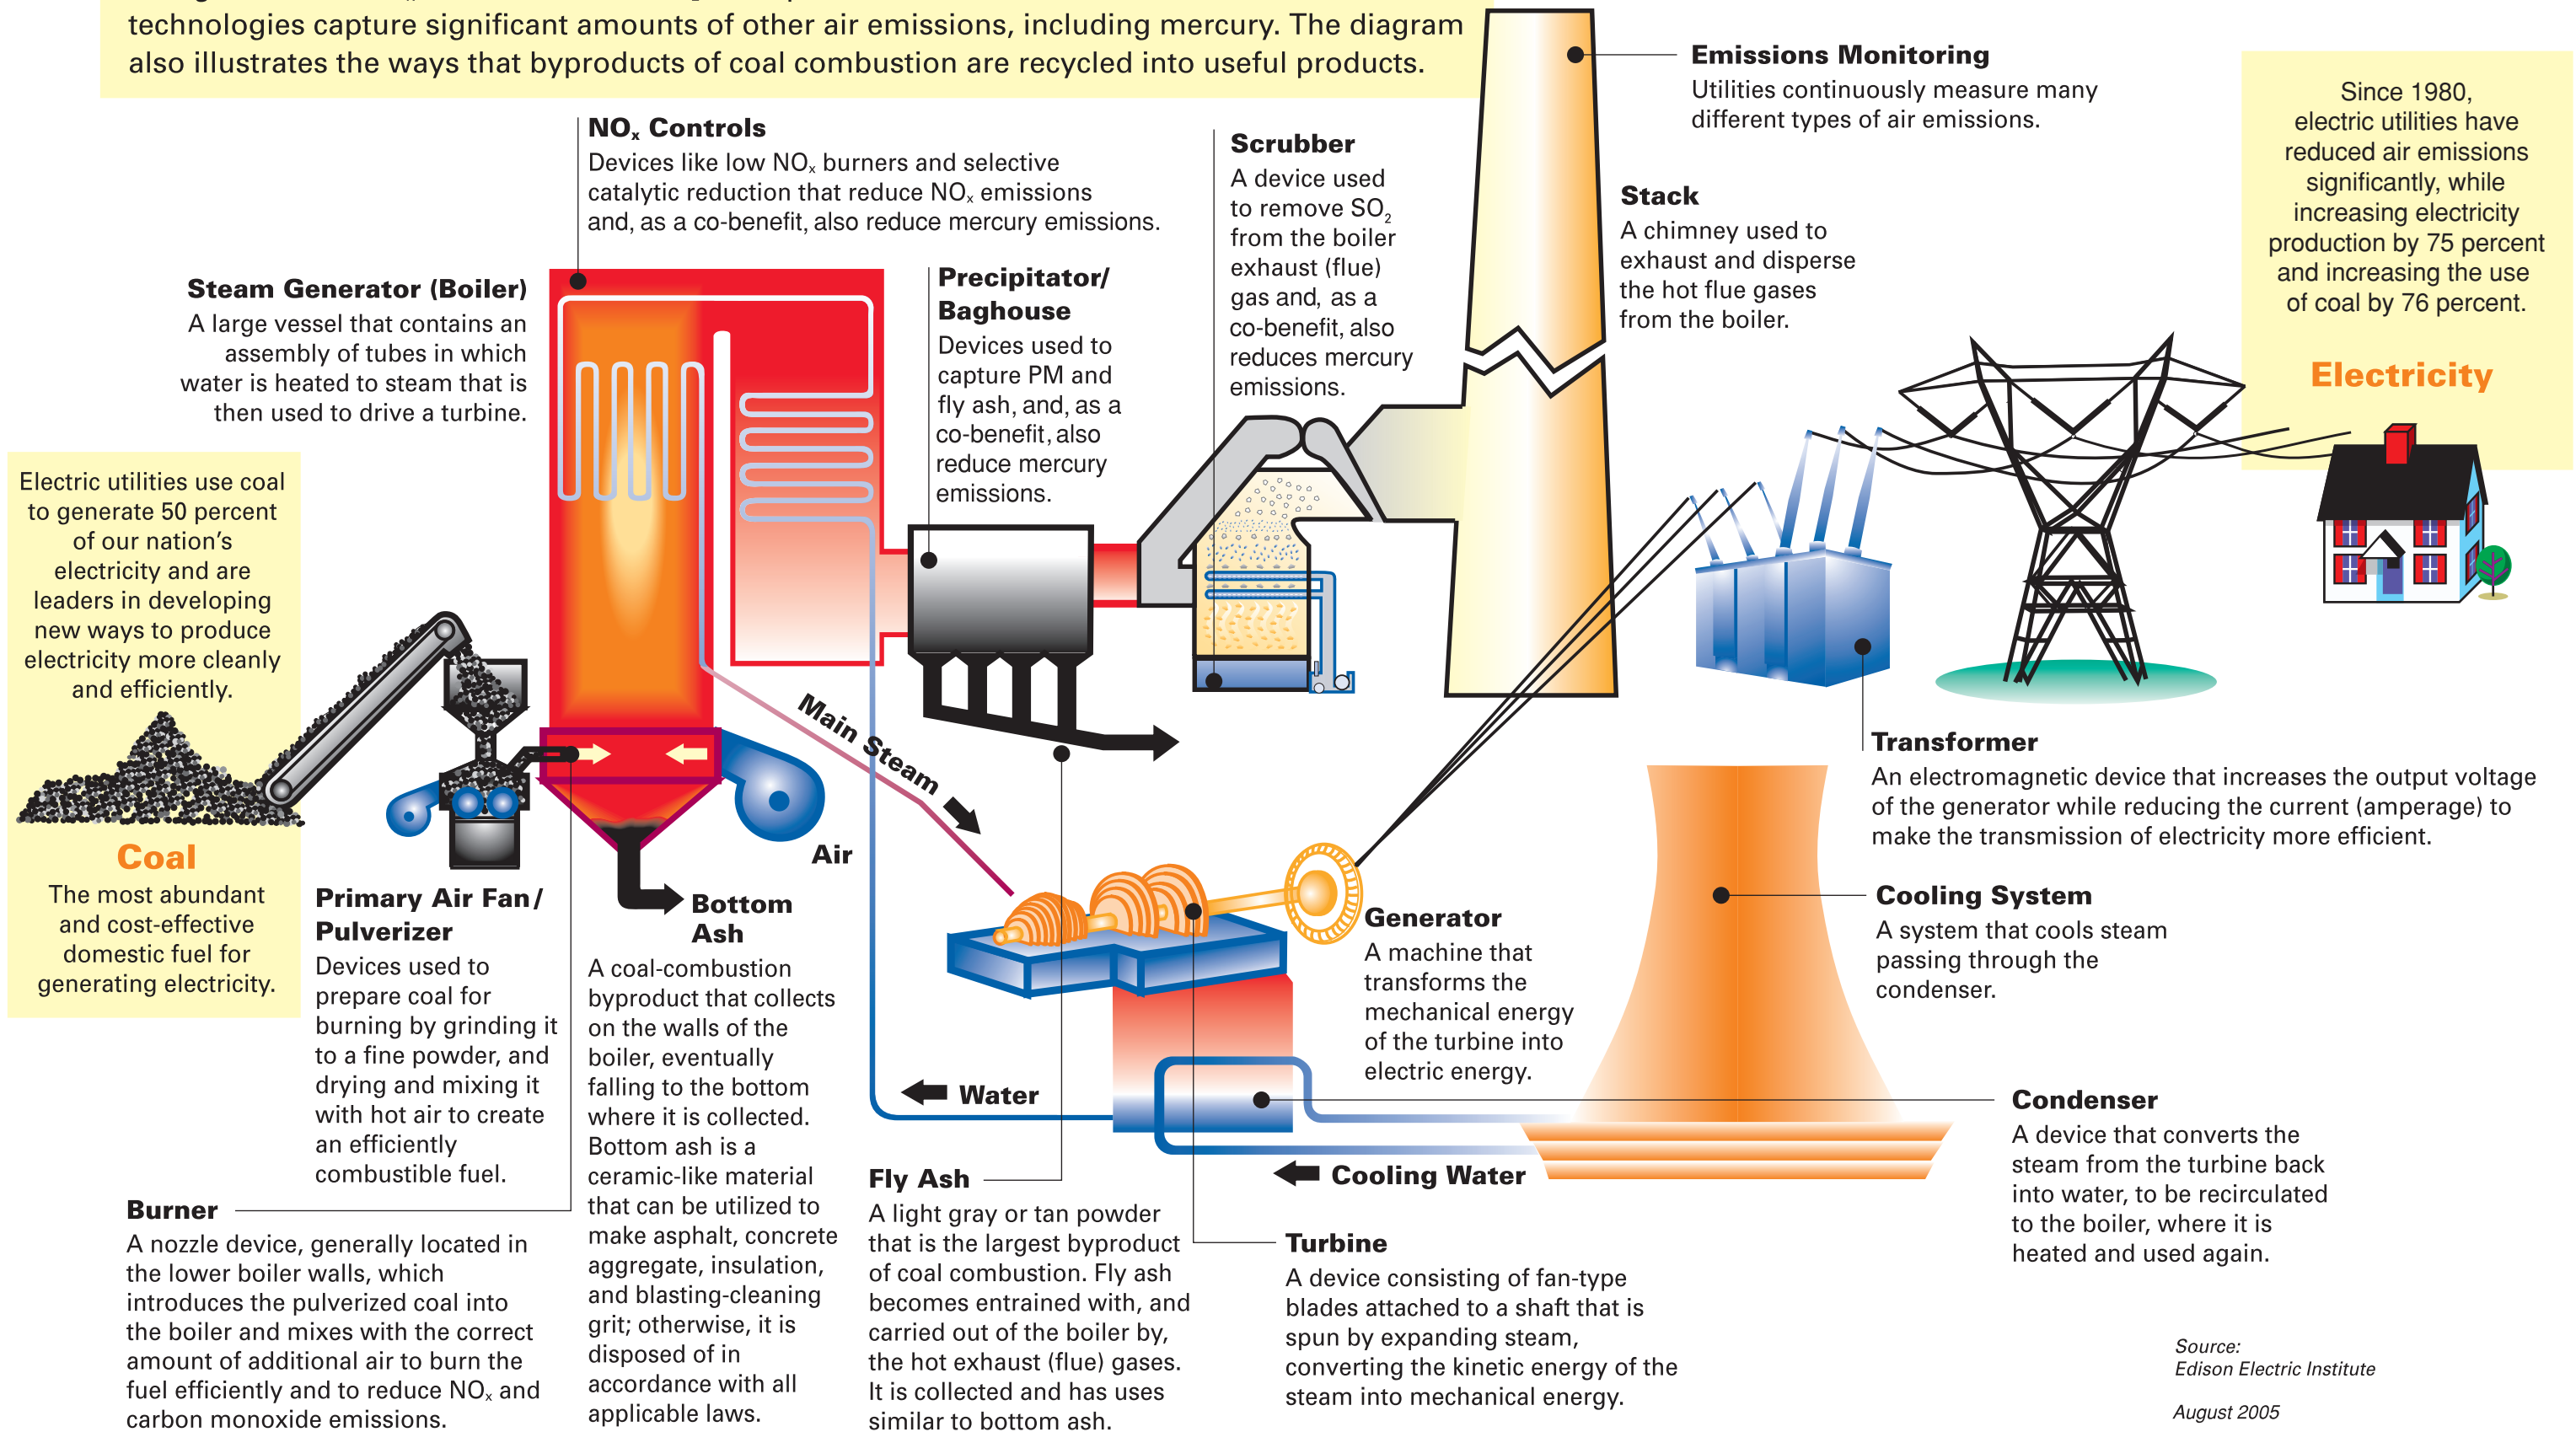 technologies capture significant amounts of other air emissions, including mercury. The diagram
also illustrates the ways that byproducts of coal combustion are recycled into useful products.
Emissions Monitoring
Utilities continuously measure many
different types of air emissions.
Since 1980,
electric utilities have
reduced air emissions
significantly, while
increasing electricity
production by 75 percent
and increasing the use
of coal by 76 percent.
Electricity
NOx Controls
Devices like low NOx burners and selective
catalytic reduction that reduce NOx emissions
and, as a co-benefit, also reduce mercury emissions.
Scrubber
A device used
to remove SO2
from the boiler
exhaust (flue)
gas and, as a
co-benefit, also
reduces mercury
emissions.
Stack
A chimney used to
exhaust and disperse
the hot flue gases
from the boiler.
Steam Generator (Boiler)
A large vessel that contains an
assembly of tubes in which
water is heated to steam that is
then used to drive a turbine.
Precipitator/
Baghouse
Devices used to
capture PM and
fly ash, and, as a
co-benefit, also
reduce mercury
emissions.
Electric utilities use coal
to generate 50 percent
of our nation's
electricity and are
leaders in developing
new ways to produce
electricity more cleanly
and efficiently.
Coal
The most abundant
and cost-effective
domestic fuel for
generating electricity.
Main Steam
Air
Transformer
An electromagnetic device that increases the output voltage
of the generator while reducing the current (amperage) to
make the transmission of electricity more efficient.
Primary Air Fan/
Pulverizer
Devices used to
prepare coal for
burning by grinding it
to a fine powder, and
drying and mixing it
with hot air to create
an efficiently
combustible fuel.
Bottom
Ash
A coal-combustion
byproduct that collects
on the walls of the
boiler, eventually
falling to the bottom
where it is collected.
Bottom ash is a
ceramic-like material
that can be utilized to
make asphalt, concrete
aggregate, insulation,
and blasting-cleaning
grit; otherwise, it is
disposed of in
accordance with all
applicable laws.
Generator
A machine that
transforms the
mechanical energy
of the turbine into
electric energy.
Cooling System
A system that cools steam
passing through the
condenser.
Water
Cooling Water
Condenser
A device that converts the
steam from the turbine back
into water, to be recirculated
to the boiler, where it is
heated and used again.
Burner
A nozzle device, generally located in
the lower boiler walls, which
introduces the pulverized coal into
the boiler and mixes with the correct
amount of additional air to burn the
fuel efficiently and to reduce NOx and
carbon monoxide emissions.
Fly Ash
A light gray or tan powder
that is the largest byproduct
of coal combustion. Fly ash
becomes entrained with, and
carried out of the boiler by,
the hot exhaust (flue) gases.
It is collected and has uses
similar to bottom ash.
Turbine
A device consisting of fan-type
blades attached to a shaft that is
spun by expanding steam,
converting the kinetic energy of the
steam into mechanical energy.
Source:
Edison Electric Institute
August 2005